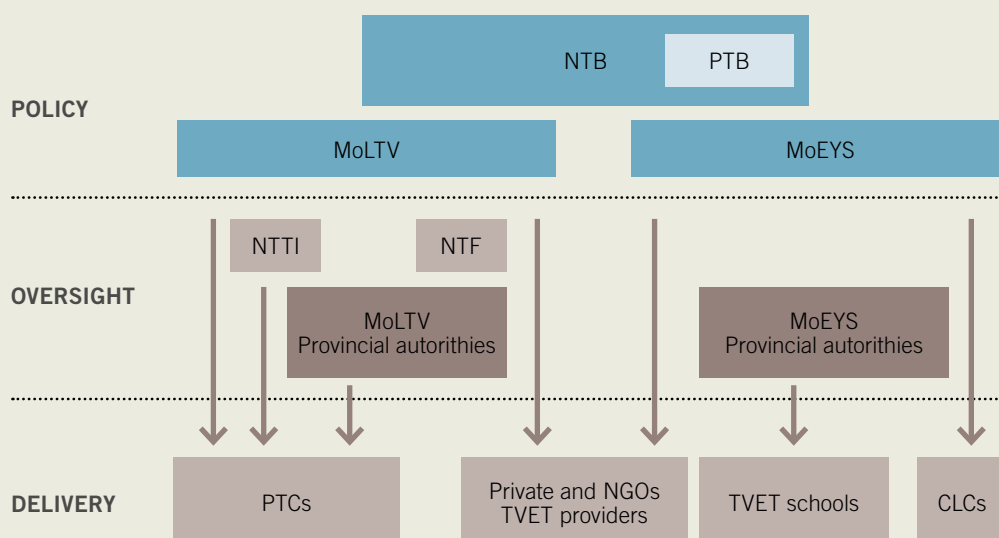 NTB
PTB
POLICY
MoLTV
MoEYS
NTTI
NTF
OVERSIGHT
MoLTV
Provincial autorithies
MoEYS
Provincial autorithies
DELIVERY
PTCs
Private and NGOs
TVET providers
TVET schools
CLCs